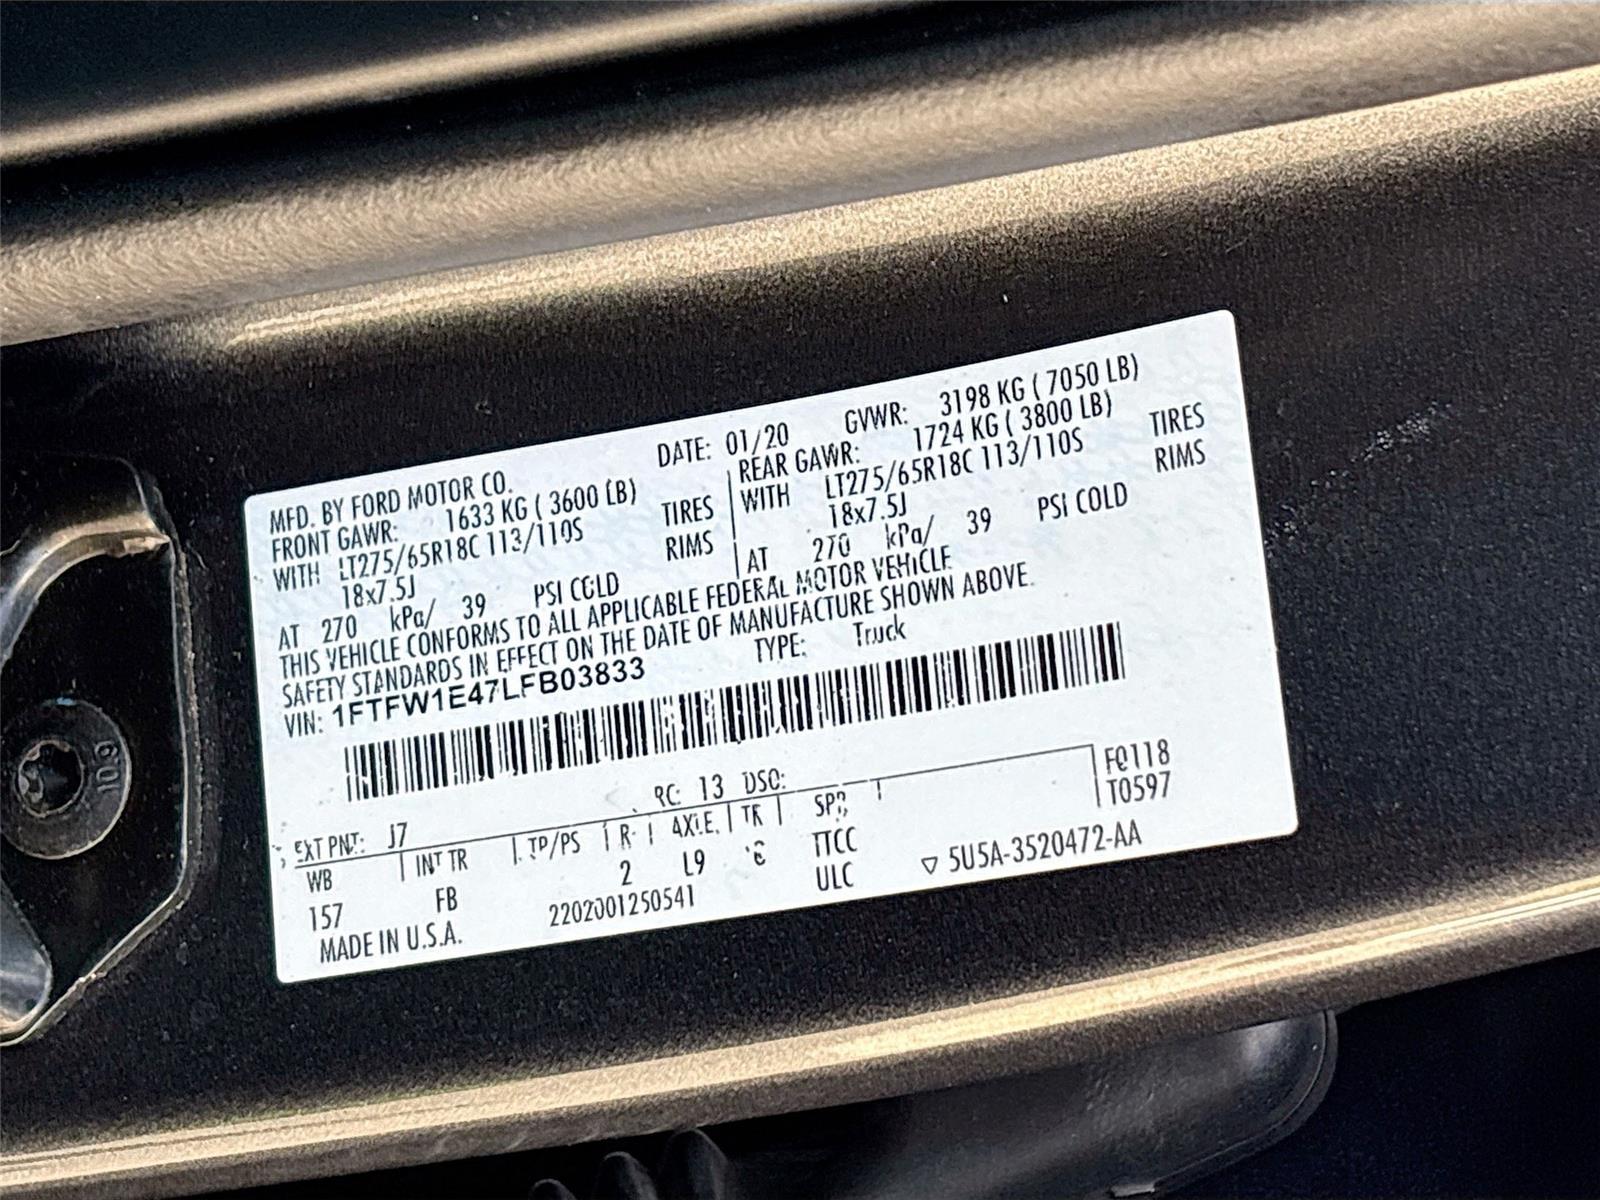 MFD. BY FORD MOTOR CO. DATE: 01/20 GVWR: 3198 KG ( 7050 LB)
FRONT GAWR: 1633 KG ( 3600 LB) REAR GAWR: 1724 KG ( 3800 LB)
WITH LT275/65R18C 113/110S TIRES WITH LT275/65R18C 113/110S TIRES
18x7.5J RIMS 18x7.5J RIMS
AT 270 kPa/ 39 PSI COLD AT 270 kPa/ 39 PSI COLD
THIS VEHICLE CONFORMS TO ALL APPLICABLE FEDERAL MOTOR VEHICLE
SAFETY STANDARDS IN EFFECT ON THE DATE OF MANUFACTURE SHOWN ABOVE.
VIN: 1FTFW1E47LFB03833 TYPE: Truck
EXT PNT: J7 RC: 13 DSO: F0118
WB INT TR TP/PS R AXLE TR SPR T0597
157 FB 2 L9 TTCC
MADE IN U.S.A. 2202001250541 ULC ▽ 5U5A-3520472-AA
109